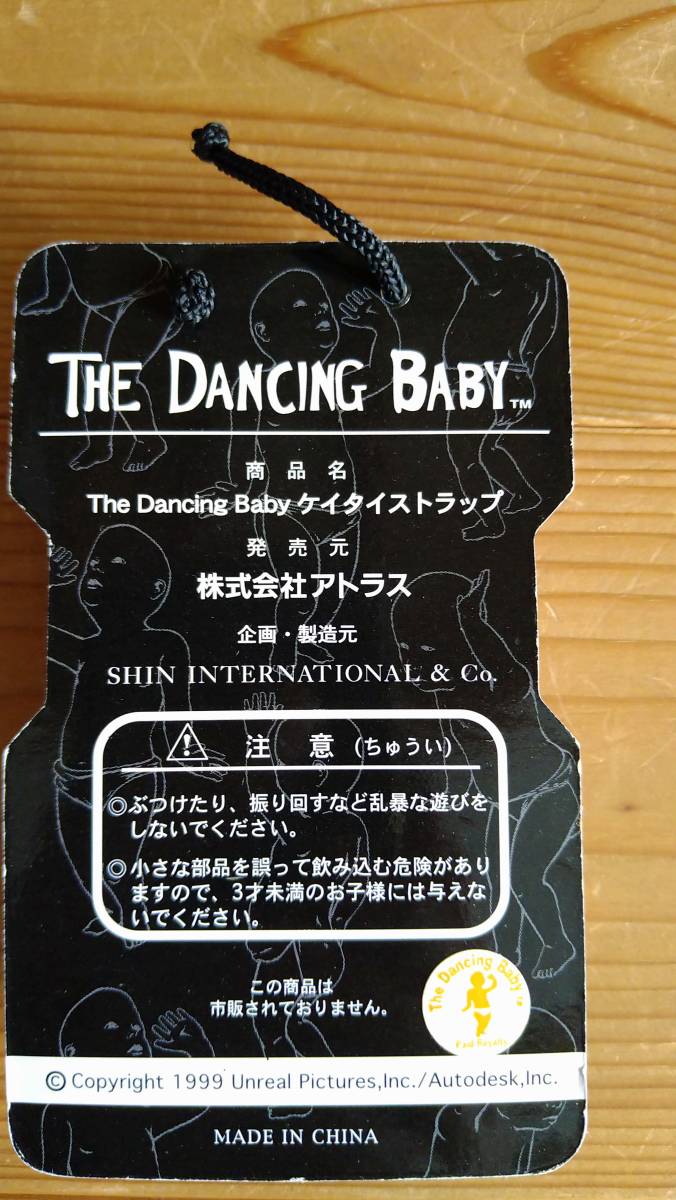 THE DANCING BABY™
商品名
The Dancing Baby ケイタイストラップ
発売元
株式会社アトラス
企画・製造元
SHIN INTERNATIONAL & Co.
注意 (ちゅうい)
◎ぶつけたり、振り回すなど乱暴な遊びを
しないでください。
◎小さな部品を誤って飲み込む危険があり
ますので、3才未満のお子様には与えな
いでください。
この商品は
市販されておりません。
The Dancing Baby™
© Copyright 1999 Unreal Pictures,Inc./Autodesk,Inc.
MADE IN CHINA